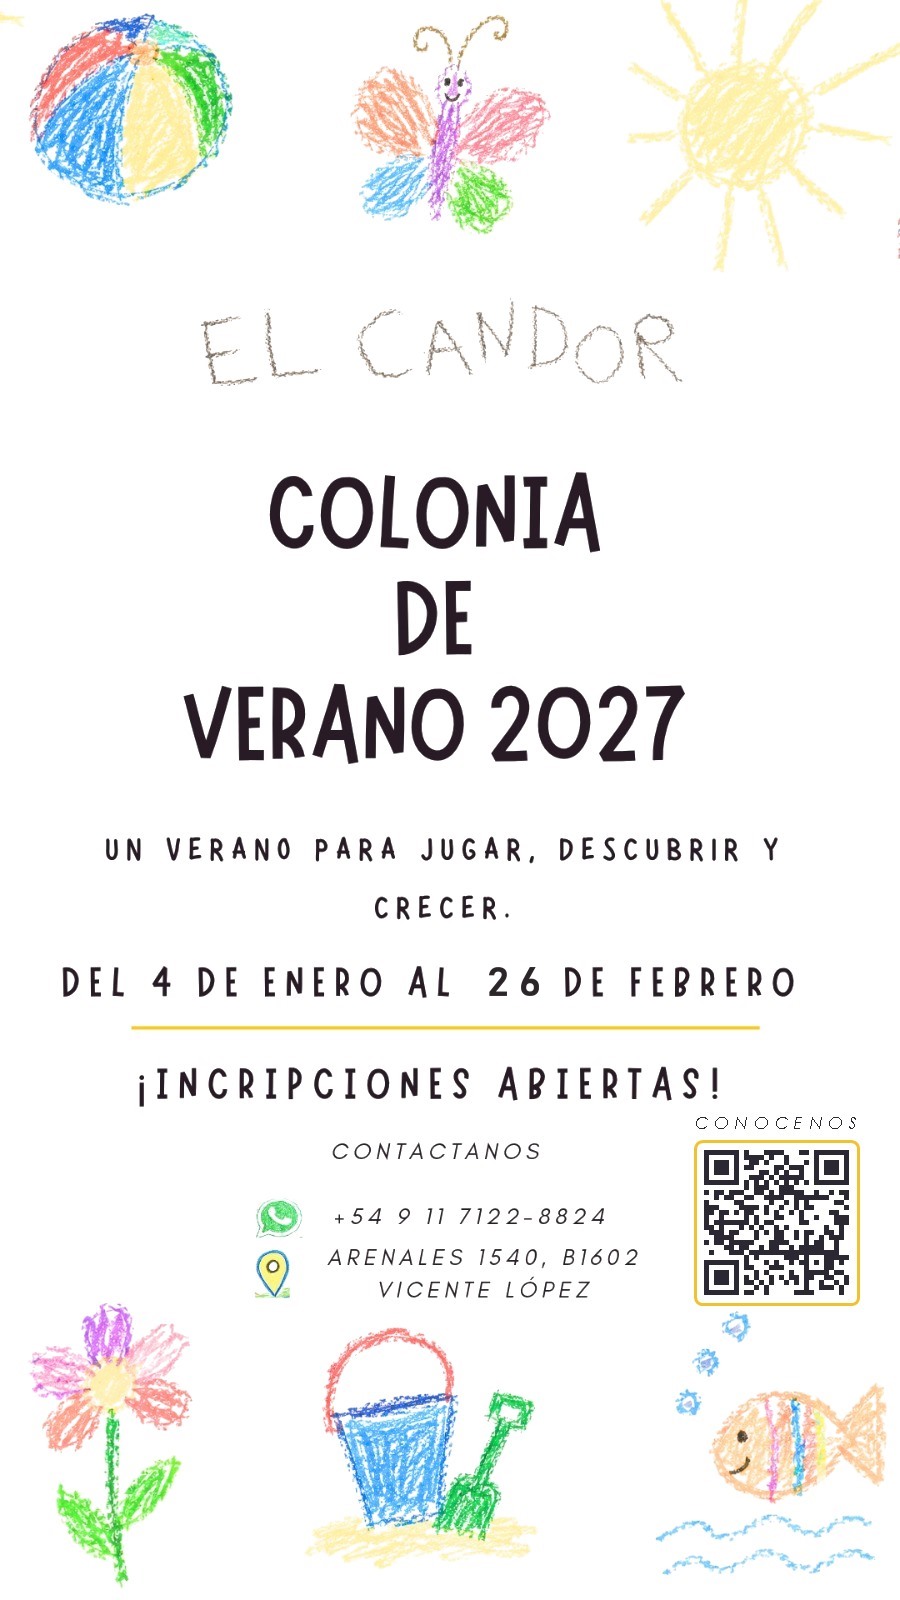 EL CANDOR
COLONIA
DE
VERANO 2027
UN VERANO PARA JUGAR, DESCUBRIR Y
CRECER.
DEL 4 DE ENERO AL 26 DE FEBRERO
¡INCRIPCIONES ABIERTAS!
CONOCENOS
CONTACTANOS
+54 9 11 7122-8824
ARENALES 1540, B1602
VICENTE LÓPEZ